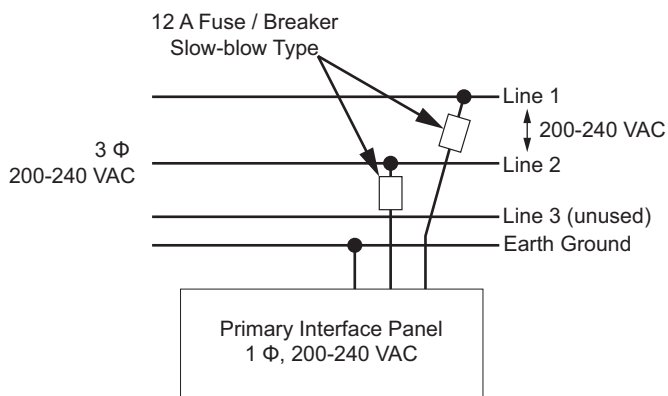 12 A Fuse / Breaker
Slow-blow Type
Line 1
200-240 VAC
3 Φ
200-240 VAC
Line 2
Line 3 (unused)
Earth Ground
Primary Interface Panel
1 Φ, 200-240 VAC